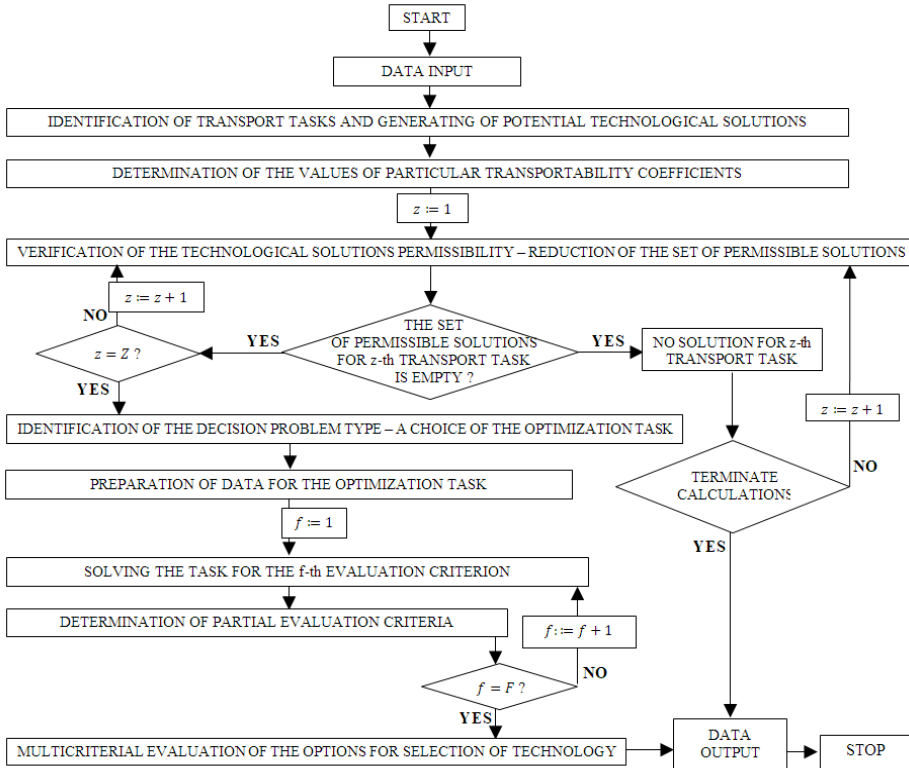 START
DATA INPUT
IDENTIFICATION OF TRANSPORT TASKS AND GENERATING OF POTENTIAL TECHNOLOGICAL SOLUTIONS
DETERMINATION OF THE VALUES OF PARTICULAR TRANSPORTABILITY COEFFICIENTS
z := 1
VERIFICATION OF THE TECHNOLOGICAL SOLUTIONS PERMISSIBILITY – REDUCTION OF THE SET OF PERMISSIBLE SOLUTIONS
z := z + 1
NO
z = Z ?
YES
YES
THE SET
OF PERMISSIBLE SOLUTIONS
FOR z-th TRANSPORT TASK
IS EMPTY ?
YES
NO SOLUTION FOR z-th
TRANSPORT TASK
z := z + 1
NO
TERMINATE
CALCULATIONS
YES
IDENTIFICATION OF THE DECISION PROBLEM TYPE – A CHOICE OF THE OPTIMIZATION TASK
PREPARATION OF DATA FOR THE OPTIMIZATION TASK
f := 1
SOLVING THE TASK FOR THE f-th EVALUATION CRITERION
DETERMINATION OF PARTIAL EVALUATION CRITERIA
f ::= f + 1
NO
f = F ?
YES
MULTICRITERIAL EVALUATION OF THE OPTIONS FOR SELECTION OF TECHNOLOGY
DATA
OUTPUT
STOP